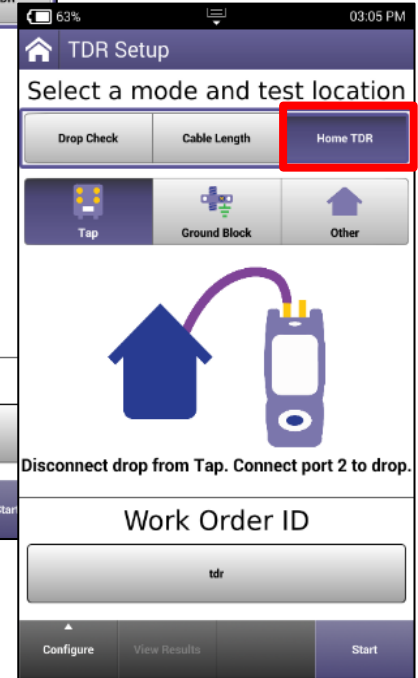 63% 03:05 PM
TDR Setup
Select a mode and test location
Drop Check Cable Length Home TDR
Tap Ground Block Other
Disconnect drop from Tap. Connect port 2 to drop.
Work Order ID
tdr
Configure View Results Start